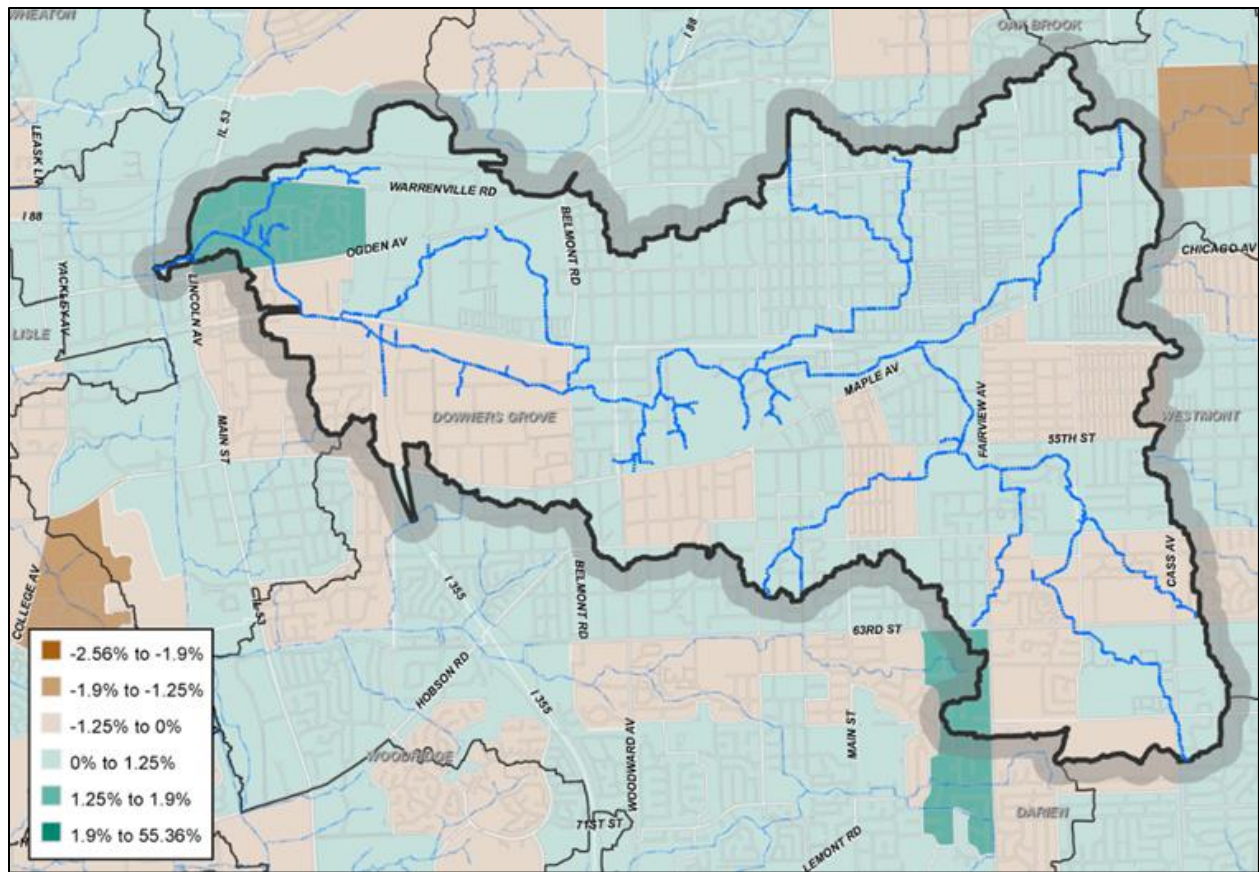 WHEATON
OAK BROOK
I 88
IL 53
LEASK LN
WARRENVILLE RD
I 88
BELMONT RD
OGDEN AV
CHICAGO AV
YACKLEY AV
LINCOLN AV
LISLE
MAPLE AV
DOWNERS GROVE
FAIRVIEW AV
WESTMONT
MAIN ST
55TH ST
CASS AV
COLLEGE AV
I 355
BELMONT RD
IL 53
63RD ST
HOBSON RD
I 355
WOODRIDGE
WOODWARD AV
MAIN ST
DARIEN
71ST ST
LEMONT RD
-2.56% to -1.9%
-1.9% to -1.25%
-1.25% to 0%
0% to 1.25%
1.25% to 1.9%
1.9% to 55.36%